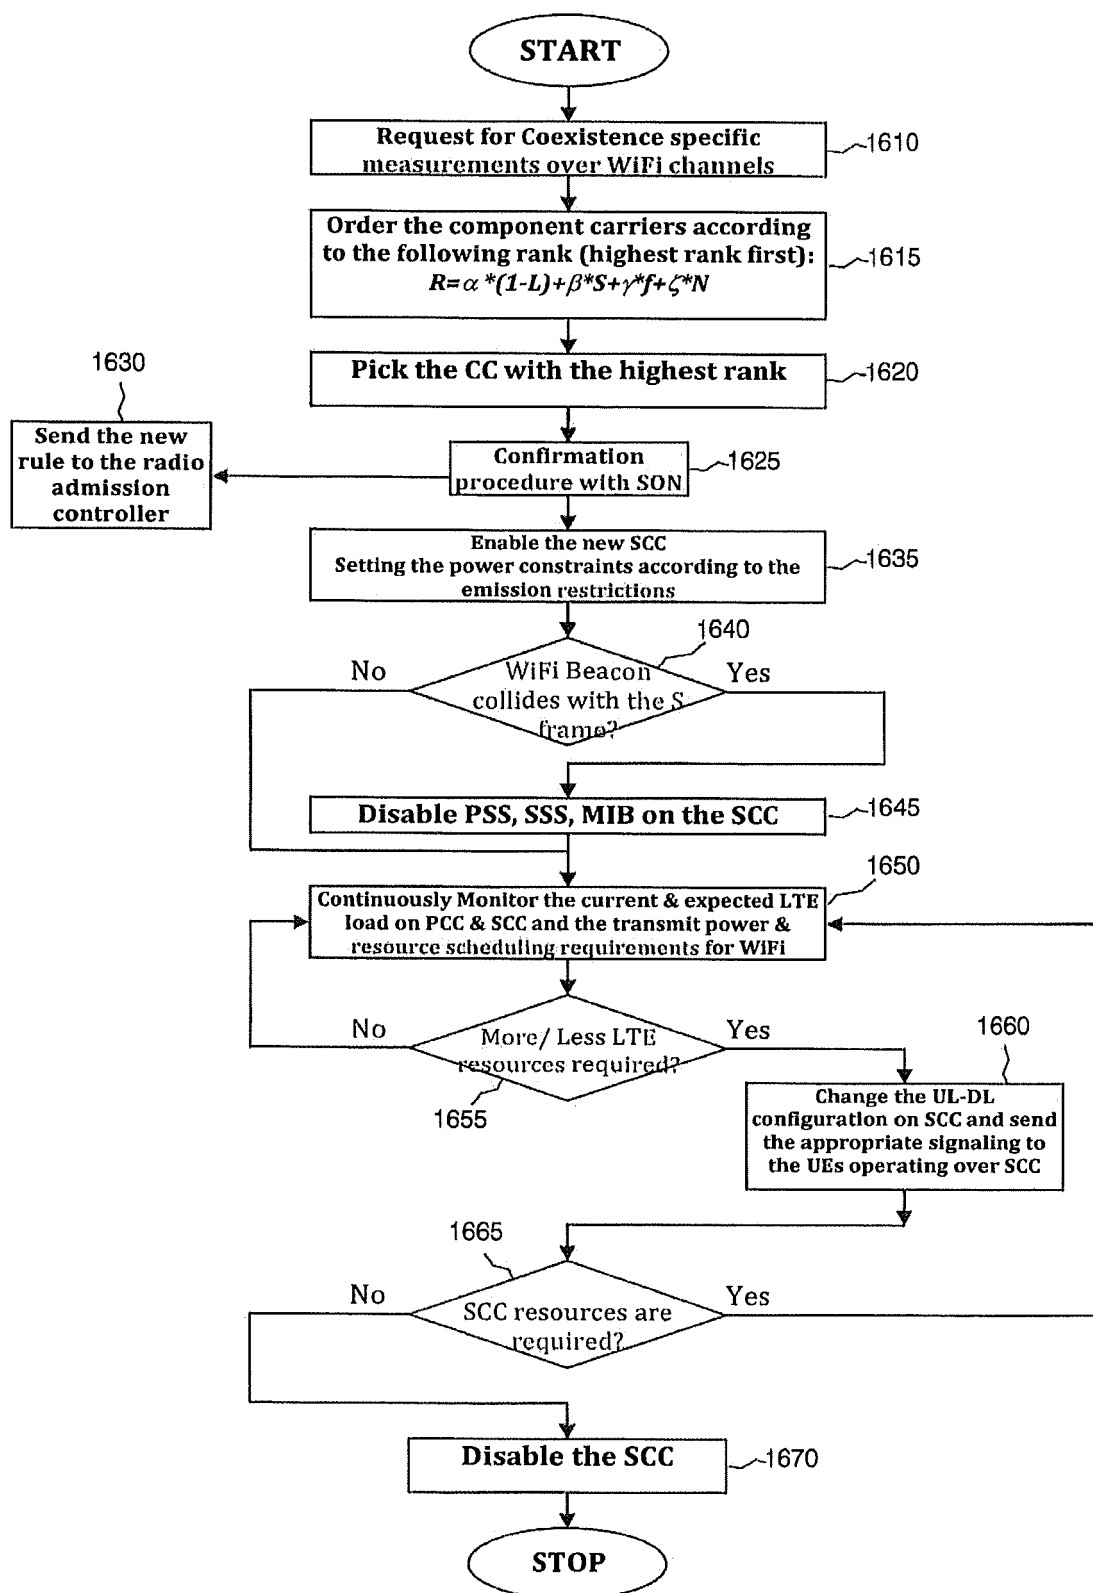 START
Request for Coexistence specific
measurements over WiFi channels
1610
Order the component carriers according
to the following rank (highest rank first):
R=α*(1-L)+β*S+γ*f+ζ*N
1615
Pick the CC with the highest rank
1620
1630
Send the new
rule to the radio
admission
controller
Confirmation
procedure with SON
1625
Enable the new SCC
Setting the power constraints according to the
emission restrictions
1635
1640
No
WiFi Beacon
collides with the S
frame?
Yes
Disable PSS, SSS, MIB on the SCC
1645
1650
Continuously Monitor the current & expected LTE
load on PCC & SCC and the transmit power &
resource scheduling requirements for WiFi
No
More/ Less LTE
resources required?
Yes
1655
1660
Change the UL-DL
configuration on SCC and send
the appropriate signaling to
the UEs operating over SCC
1665
No
SCC resources are
required?
Yes
Disable the SCC
1670
STOP